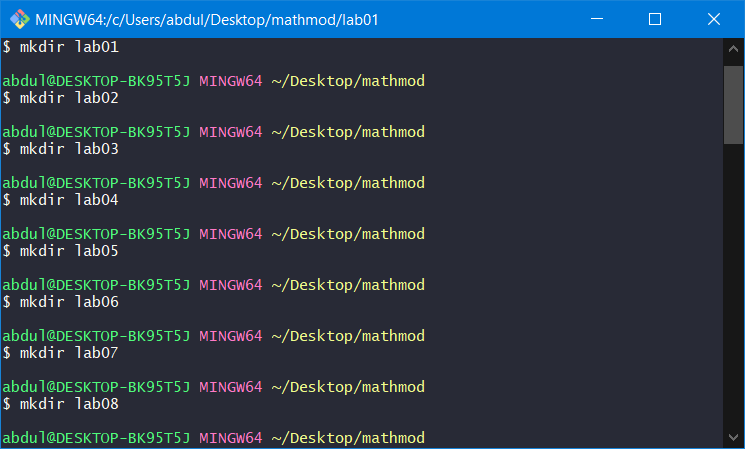 MINGW64:/c/Users/abdul/Desktop/mathmod/lab01
$ mkdir lab01
abdul@DESKTOP-BK95T5J MINGW64 ~/Desktop/mathmod
$ mkdir lab02
abdul@DESKTOP-BK95T5J MINGW64 ~/Desktop/mathmod
$ mkdir lab03
abdul@DESKTOP-BK95T5J MINGW64 ~/Desktop/mathmod
$ mkdir lab04
abdul@DESKTOP-BK95T5J MINGW64 ~/Desktop/mathmod
$ mkdir lab05
abdul@DESKTOP-BK95T5J MINGW64 ~/Desktop/mathmod
$ mkdir lab06
abdul@DESKTOP-BK95T5J MINGW64 ~/Desktop/mathmod
$ mkdir lab07
abdul@DESKTOP-BK95T5J MINGW64 ~/Desktop/mathmod
$ mkdir lab08
abdul@DESKTOP-BK95T5J MINGW64 ~/Desktop/mathmod